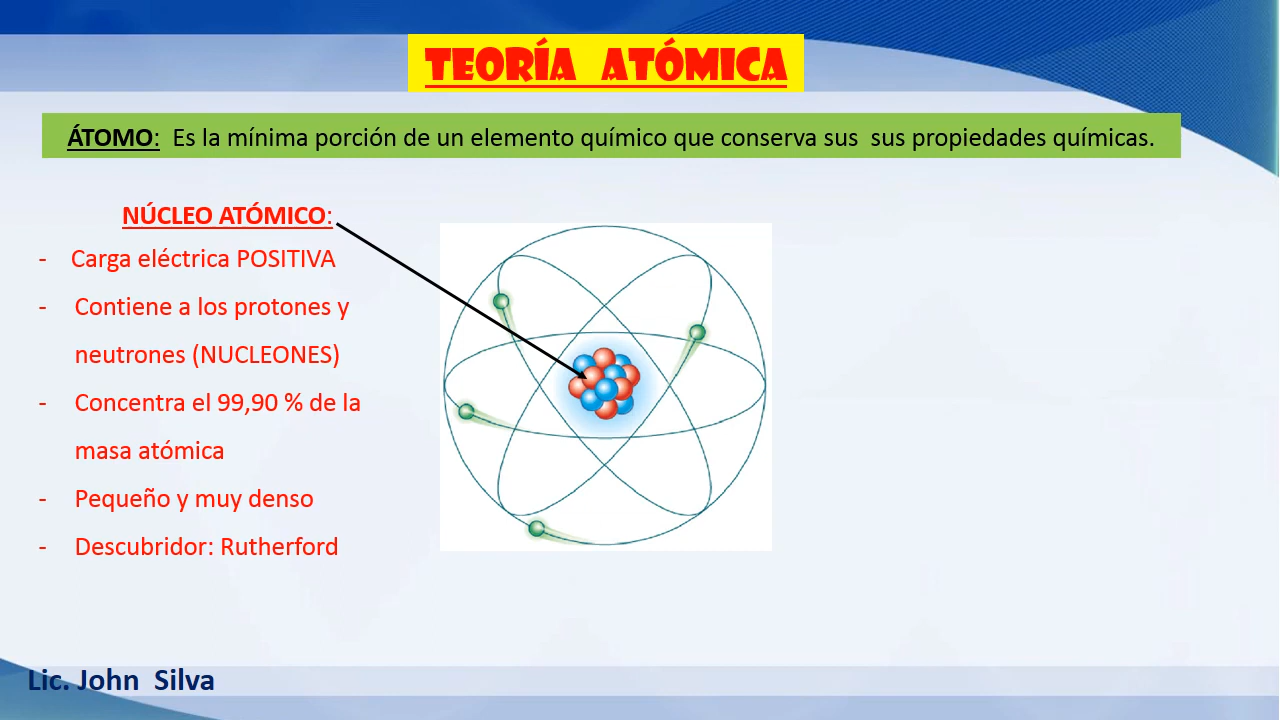 TEORÍA ATÓMICA
ÁTOMO: Es la mínima porción de un elemento químico que conserva sus sus propiedades químicas.
NÚCLEO ATÓMICO:
- Carga eléctrica POSITIVA
- Contiene a los protones y
neutrones (NUCLEONES)
- Concentra el 99,90 % de la
masa atómica
- Pequeño y muy denso
- Descubridor: Rutherford
Lic. John Silva